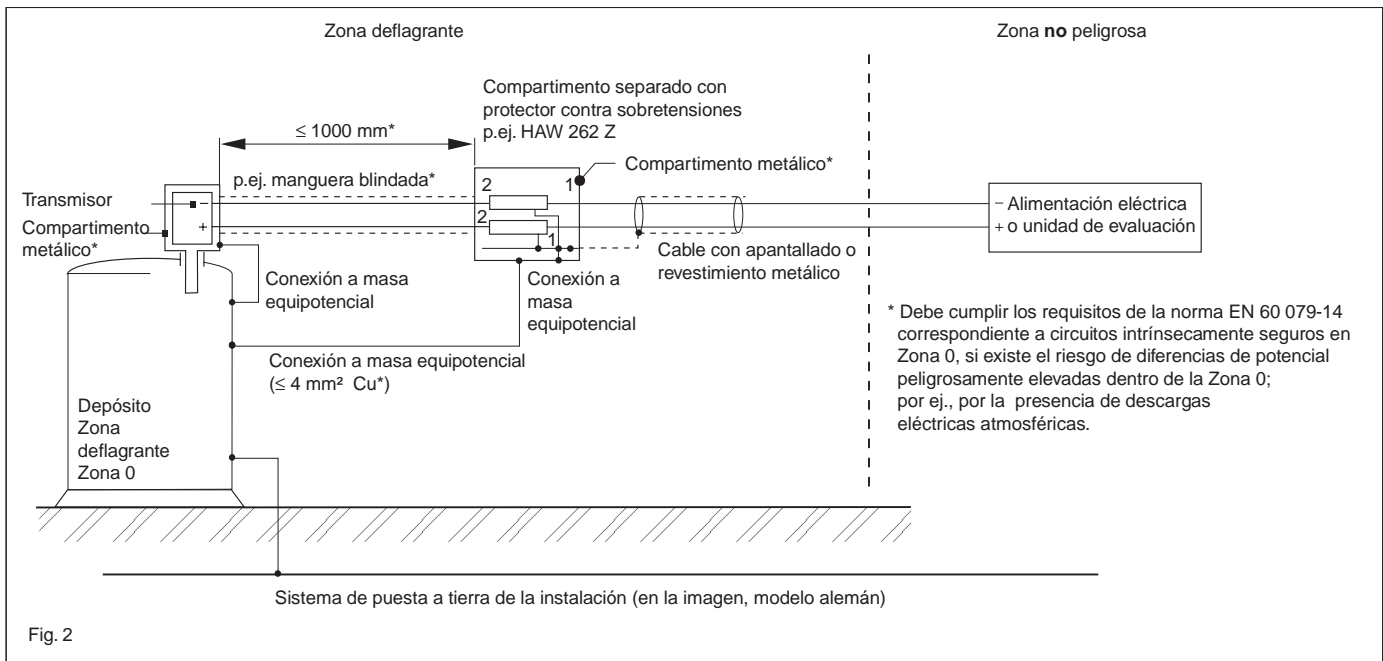 Zona deflagrante
Zona no peligrosa
Compartimento separado con
protector contra sobretensiones
p.ej. HAW 262 Z
≤ 1000 mm*
Compartimento metálico*
p.ej. manguera blindada*
2
1
Transmisor
−
− Alimentación eléctrica
Compartimento
metálico*
+
2
1
+ o unidad de evaluación
Cable con apantallado o
revestimiento metálico
Conexión a masa
equipotencial
Conexión a
masa
equipotencial
* Debe cumplir los requisitos de la norma EN 60 079-14
correspondiente a circuitos intrínsecamente seguros en
Zona 0, si existe el riesgo de diferencias de potencial
peligrosamente elevadas dentro de la Zona 0;
por ej., por la presencia de descargas
eléctricas atmosféricas.
Conexión a masa equipotencial
(≤ 4 mm² Cu*)
Depósito
Zona
deflagrante
Zona 0
Sistema de puesta a tierra de la instalación (en la imagen, modelo alemán)
Fig. 2